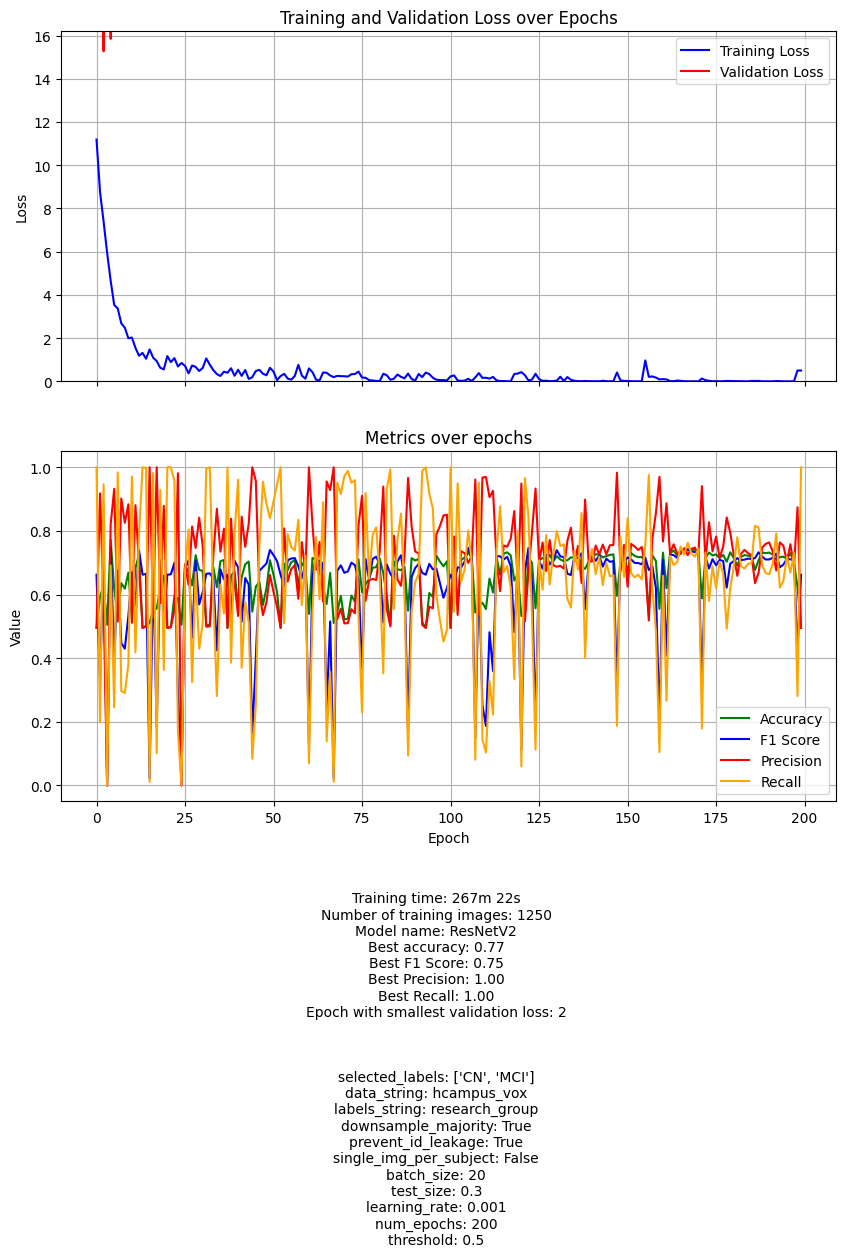 Training and Validation Loss over Epochs
16
14
12
10
8
6
4
2
0
Loss
Training Loss
Validation Loss
Metrics over epochs
1.0
0.8
0.6
0.4
0.2
0.0
Value
Accuracy
F1 Score
Precision
Recall
0 25 50 75 100 125 150 175 200
Epoch
Training time: 267m 22s
Number of training images: 1250
Model name: ResNetV2
Best accuracy: 0.77
Best F1 Score: 0.75
Best Precision: 1.00
Best Recall: 1.00
Epoch with smallest validation loss: 2
selected_labels: ['CN', 'MCI']
data_string: hcampus_vox
labels_string: research_group
downsample_majority: True
prevent_id_leakage: True
single_img_per_subject: False
batch_size: 20
test_size: 0.3
learning_rate: 0.001
num_epochs: 200
threshold: 0.5